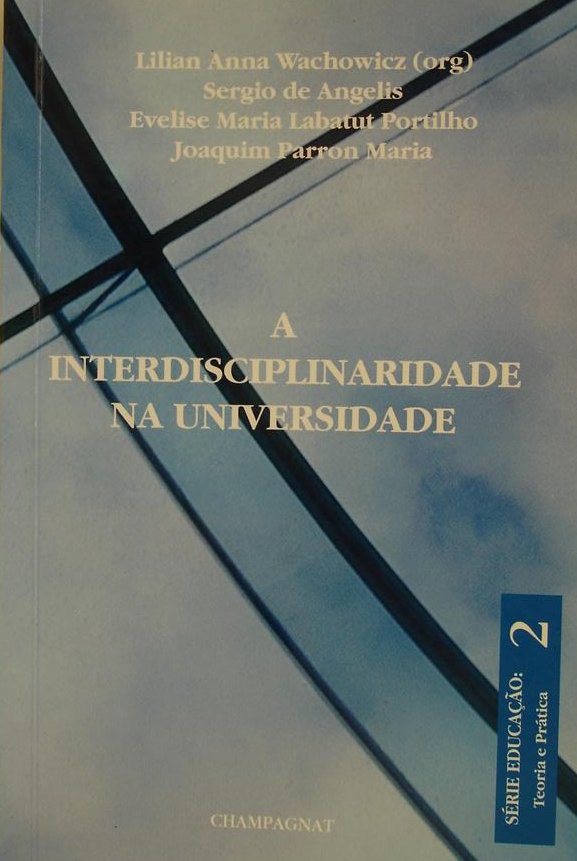 Lilian Anna Wachowicz (org)
Sergio de Angelis
Evelise Maria Labatut Portilho
Joaquim Parron Maria
A
INTERDISCIPLINARIDADE
NA UNIVERSIDADE
SÉRIE EDUCAÇÃO:
Teoria e Prática
2
CHAMPAGNAT